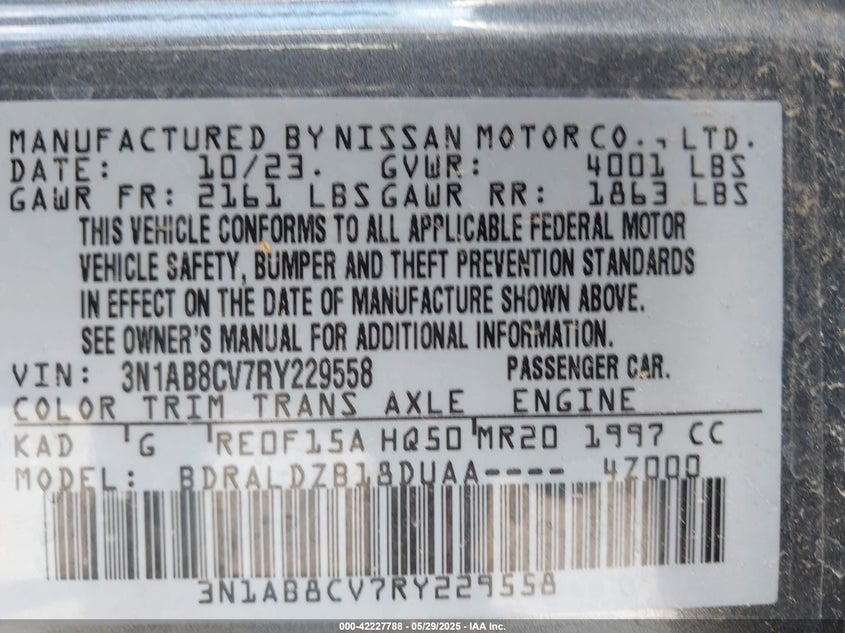 MANUFACTURED BY NISSAN MOTOR CO., LTD.
DATE: 10/23. GVWR: 4001 LBS
GAWR FR: 2161 LBS GAWR RR: 1863 LBS
THIS VEHICLE CONFORMS TO ALL APPLICABLE FEDERAL MOTOR
VEHICLE SAFETY, BUMPER AND THEFT PREVENTION STANDARDS
IN EFFECT ON THE DATE OF MANUFACTURE SHOWN ABOVE.
SEE OWNER'S MANUAL FOR ADDITIONAL INFORMATION.
VIN: 3N1AB8CV7RY229558 PASSENGER CAR.
COLOR TRIM TRANS AXLE ENGINE
KAD G RE0F15A HQ50 MR20 1997 CC
MODEL: BDRALDZB18DUAA---- 4Z000
3N1AB8CV7RY229558
000-42227788 - 05/29/2025 - IAA Inc.